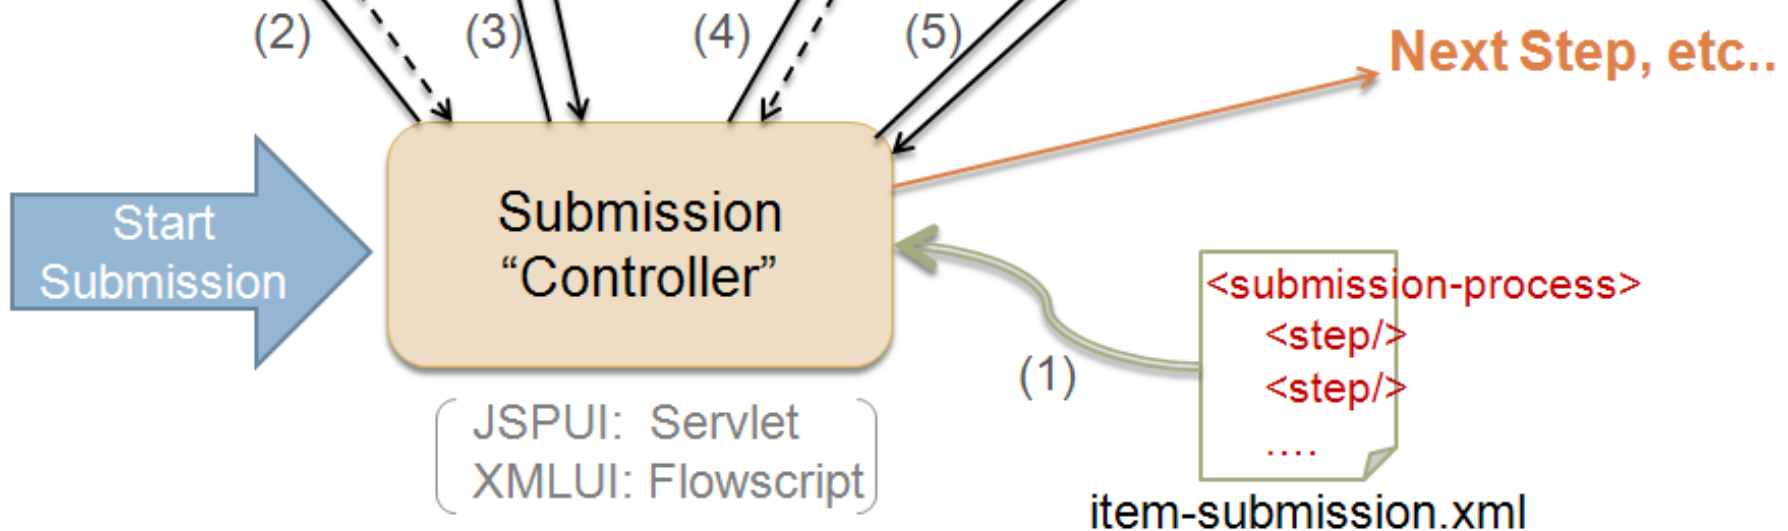 (2) (3) (4) (5)
Next Step, etc..
Start
Submission
Submission
“Controller”
<submission-process>
<step/>
<step/>
....
(1)
JSPUI: Servlet
XMLUI: Flowscript
item-submission.xml